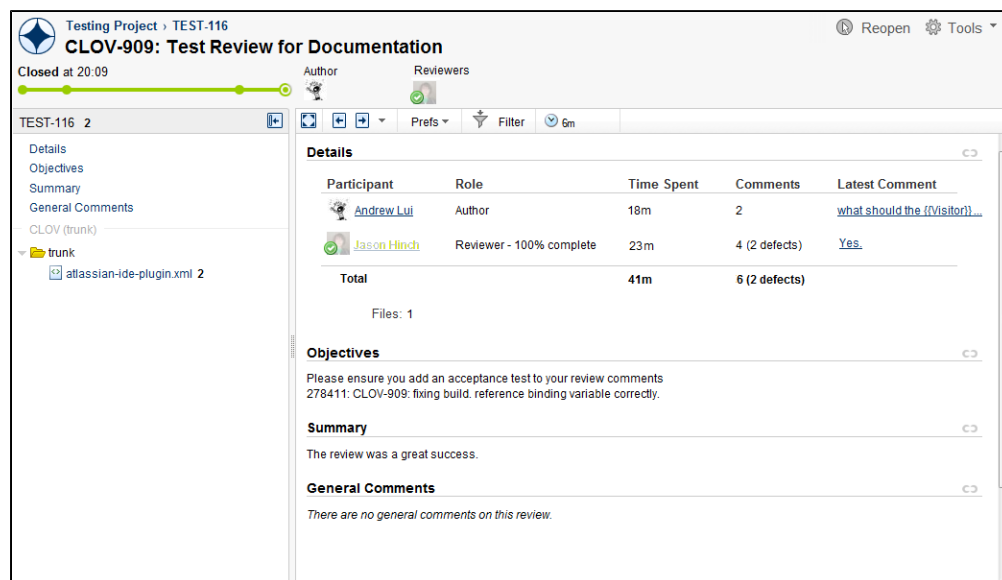 Testing Project › TEST-116
CLOV-909: Test Review for Documentation
Reopen Tools
Closed at 20:09
Author Reviewers
TEST-116 2
Prefs Filter 6m
Details
Objectives
Summary
General Comments
CLOV (trunk)
trunk
atlassian-ide-plugin.xml 2
Details
Participant Role Time Spent Comments Latest Comment
Andrew Lui Author 18m 2 what should the {{Visitor}} ...
Jason Hinch Reviewer - 100% complete 23m 4 (2 defects) Yes.
Total 41m 6 (2 defects)
Files: 1
Objectives
Please ensure you add an acceptance test to your review comments
278411: CLOV-909: fixing build. reference binding variable correctly.
Summary
The review was a great success.
General Comments
There are no general comments on this review.